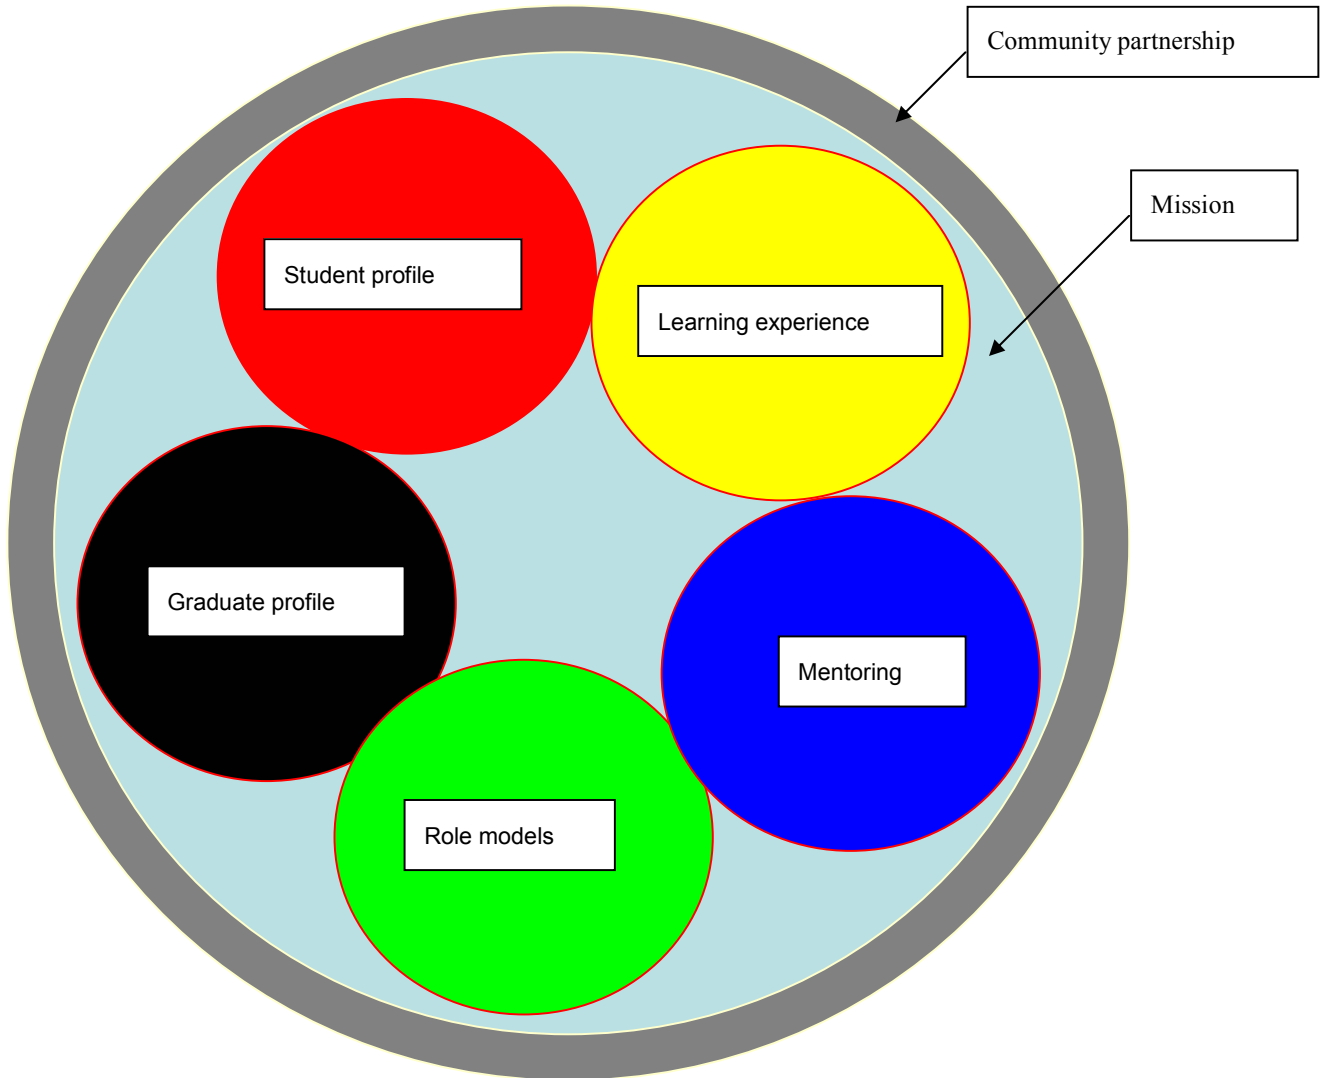 Community partnership
Mission
Student profile
Learning experience
Graduate profile
Mentoring
Role models